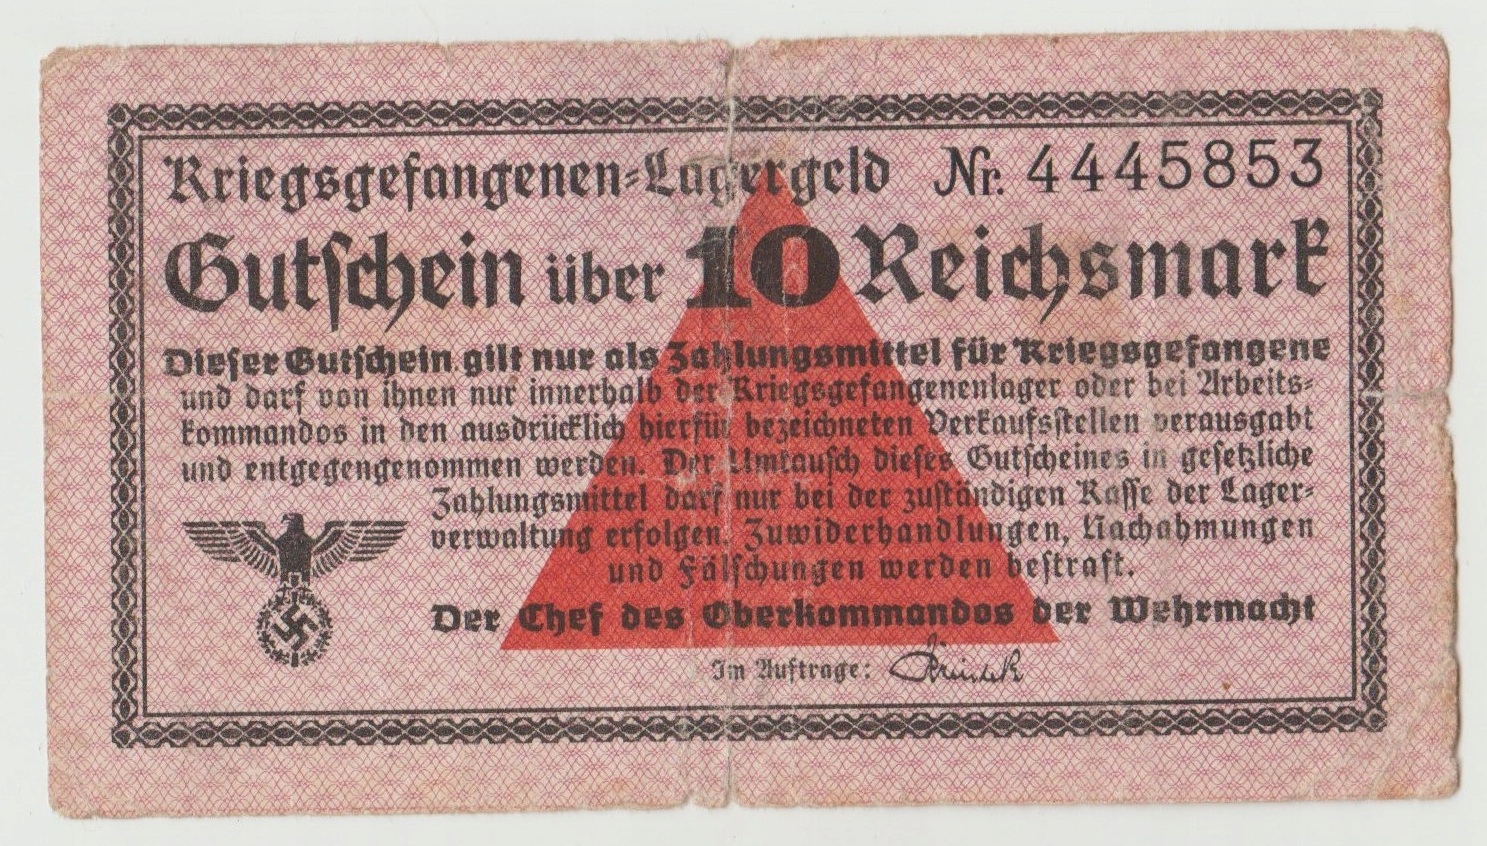 Kriegsgefangenen-Lagergeld Nr. 4445853
Gutschein über 10 Reichsmark
Dieser Gutschein gilt nur als Zahlungsmittel für Kriegsgefangene
und darf von ihnen nur innerhalb der Kriegsgefangenenlager oder bei Arbeits-
kommandos in den ausdrücklich hierfür bezeichneten Verkaufsstellen verausgabt
und entgegengenommen werden. Der Umtausch dieses Gutscheines in gesetzliche
Zahlungsmittel darf nur bei der zuständigen Kasse der Lager-
verwaltung erfolgen. Zuwiderhandlungen, Nachahmungen
und Fälschungen werden bestraft.
Der Chef des Oberkommandos der Wehrmacht
Im Auftrage: